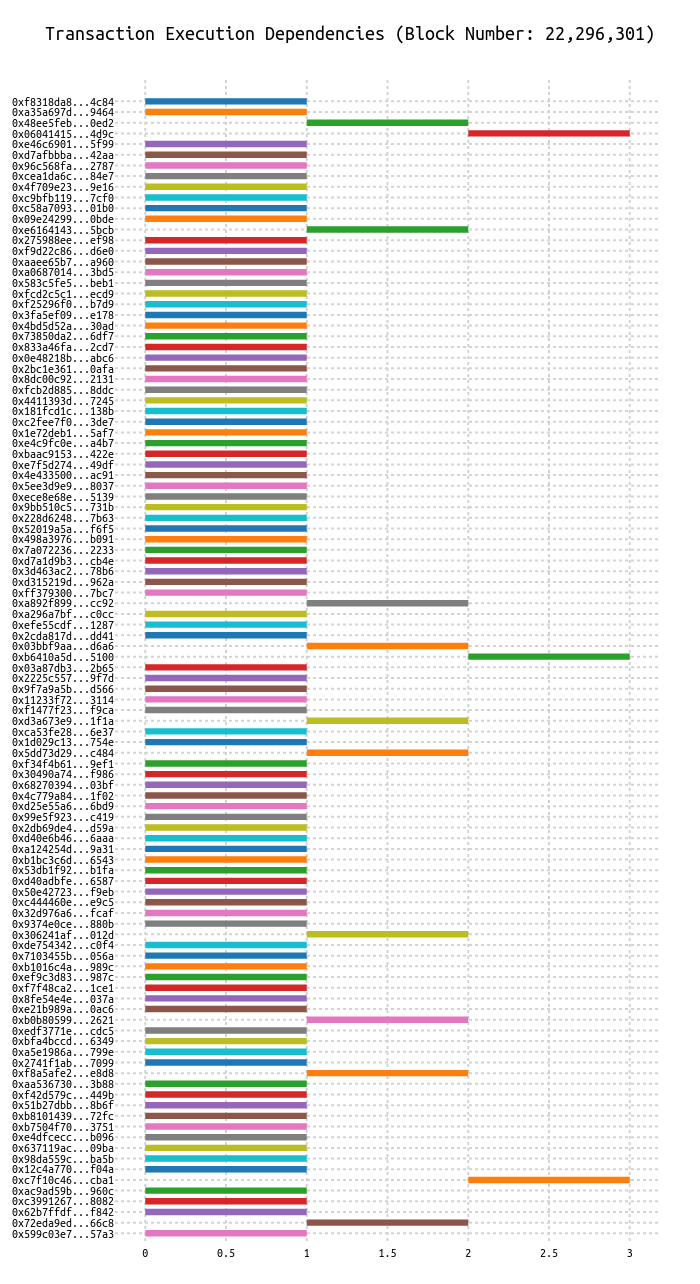 Transaction Execution Dependencies (Block Number: 22,296,301)
0xf8318da8...4c84
0xa35a697d...9464
0x48ee5feb...0ed2
0x06041415...4d9c
0xe46c6901...5f99
0xd7afbbba...42aa
0x96c568fa...2787
0xcea1da6c...84e7
0x4f709e23...9e16
0xc9bfb119...7cf0
0xc58a7093...01b0
0x09e24299...0bde
0xe6164143...5bcb
0x275988ee...ef98
0xf9d22c86...d6e0
0xaaee65b7...a960
0xa0687014...3bd5
0x583c5fe5...beb1
0xfcd2c5c1...ecd9
0xf25296f0...b7d9
0x3fa5ef09...e178
0x4bd5d52a...30ad
0x73850da2...6df7
0x833a46fa...2cd7
0x0e48218b...abc6
0x2bc1e361...0afa
0x8dc00c92...2131
0xfcb2d885...8ddc
0x4411393d...7245
0x181fcd1c...138b
0xc2fee7f0...3de7
0x1e72deb1...5af7
0xe4c9fc0e...a4b7
0xbaac9153...422e
0xe7f5d274...49df
0x4e433500...ac91
0x5ee3d9e9...8037
0xece8e68e...5139
0x9bb510c5...731b
0x228d6248...7b63
0x52019a5a...f6f5
0x498a3976...b091
0x7a072236...2233
0xd7a1d9b3...cb4e
0x3d463ac2...78b6
0xd315219d...962a
0xff379300...7bc7
0xa892f899...cc92
0xa296a7bf...c0cc
0xefe55cdf...1287
0x2cda817d...dd41
0x03bbf9aa...d6a6
0xb6410a5d...5100
0x03a87db3...2b65
0x2225c557...9f7d
0x9f7a9a5b...d566
0x11233f72...3114
0xf1477f23...f9ca
0xd3a673e9...1f1a
0xca53fe28...6e37
0x1d029c13...754e
0x5dd73d29...c484
0xf34f4b61...9ef1
0x30490a74...f986
0x68270394...03bf
0x4c779a84...1f02
0xd25e55a6...6bd9
0x99e5f923...c419
0x2db69de4...d59a
0xd40e6b46...6aaa
0xa124254d...9a31
0xb1bc3c6d...6543
0x53db1f92...b1fa
0xd40adbfe...6587
0x50e42723...f9eb
0xc444460e...e9c5
0x32d976a6...fcaf
0x9374e0ce...880b
0x306241af...012d
0xde754342...c0f4
0x7103455b...056a
0xb1016c4a...989c
0xef9c3d83...987c
0xf7f48ca2...1ce1
0x8fe54e4e...037a
0xe21b989a...0ac6
0xb0b80599...2621
0xedf3771e...cdc5
0xbfa4bccd...6349
0xa5e1986a...799e
0x2741f1ab...7099
0xf8a5afe2...e8d8
0xaa536730...3b88
0xf42d579c...449b
0x51b27dbb...8b6f
0xb8101439...72fc
0xb7504f70...3751
0xe4dfcecc...b096
0x637119ac...09ba
0x98da559c...ba5b
0x12c4a770...f04a
0xc7f10c46...cba1
0xac9ad59b...960c
0xc3991267...8082
0x62b7ffdf...f842
0x72eda9ed...66c8
0x599c03e7...57a3
0 0.5 1 1.5 2 2.5 3